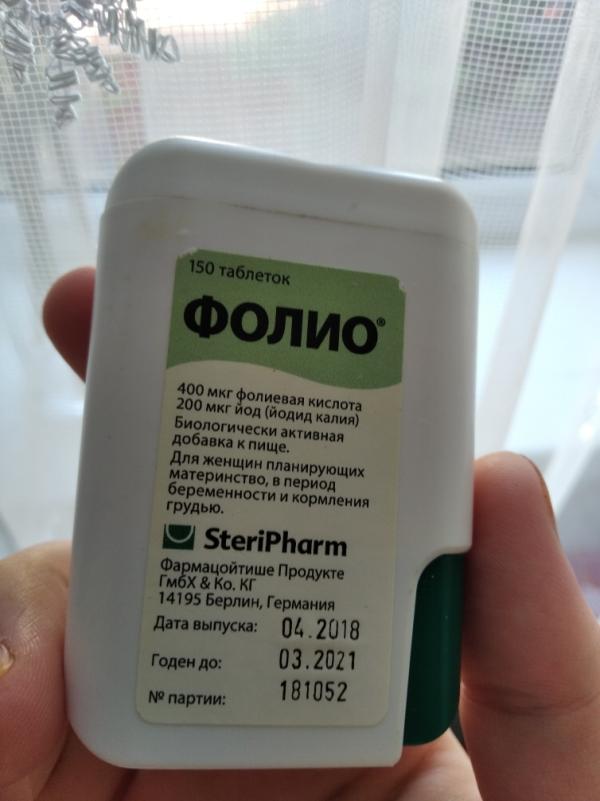 150 таблеток
ФОЛИО®
400 мкг фолиевая кислота
200 мкг йод (йодид калия)
Биологически активная
добавка к пище.
Для женщин планирующих
материнство, в период
беременности и кормления
грудью.
SteriPharm
Фармацойтише Продукте
ГмбХ & Ко. КГ
14195 Берлин, Германия
Дата выпуска: 04.2018
Годен до: 03.2021
№ партии: 181052